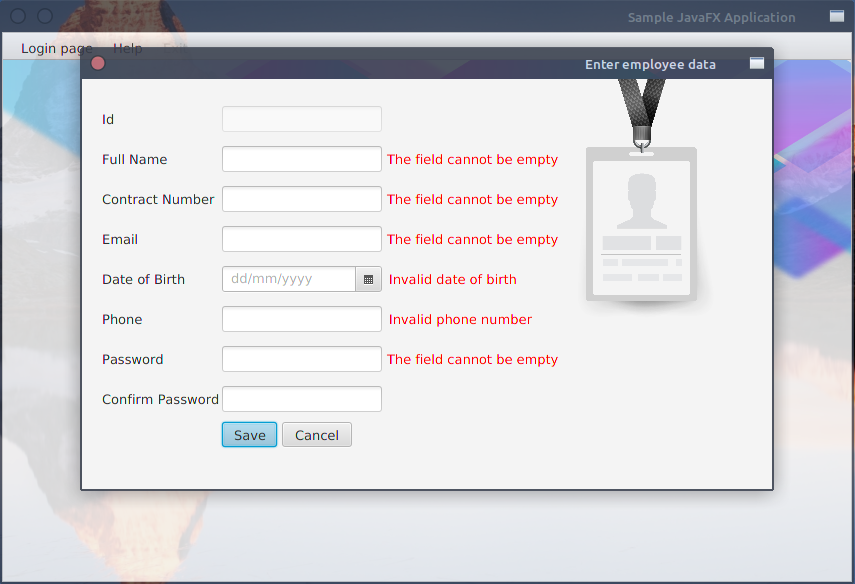 Sample JavaFX Application
Login page Help
Enter employee data
Id
Full Name The field cannot be empty
Contract Number The field cannot be empty
Email The field cannot be empty
Date of Birth dd/mm/yyyy Invalid date of birth
Phone Invalid phone number
Password The field cannot be empty
Confirm Password
Save Cancel